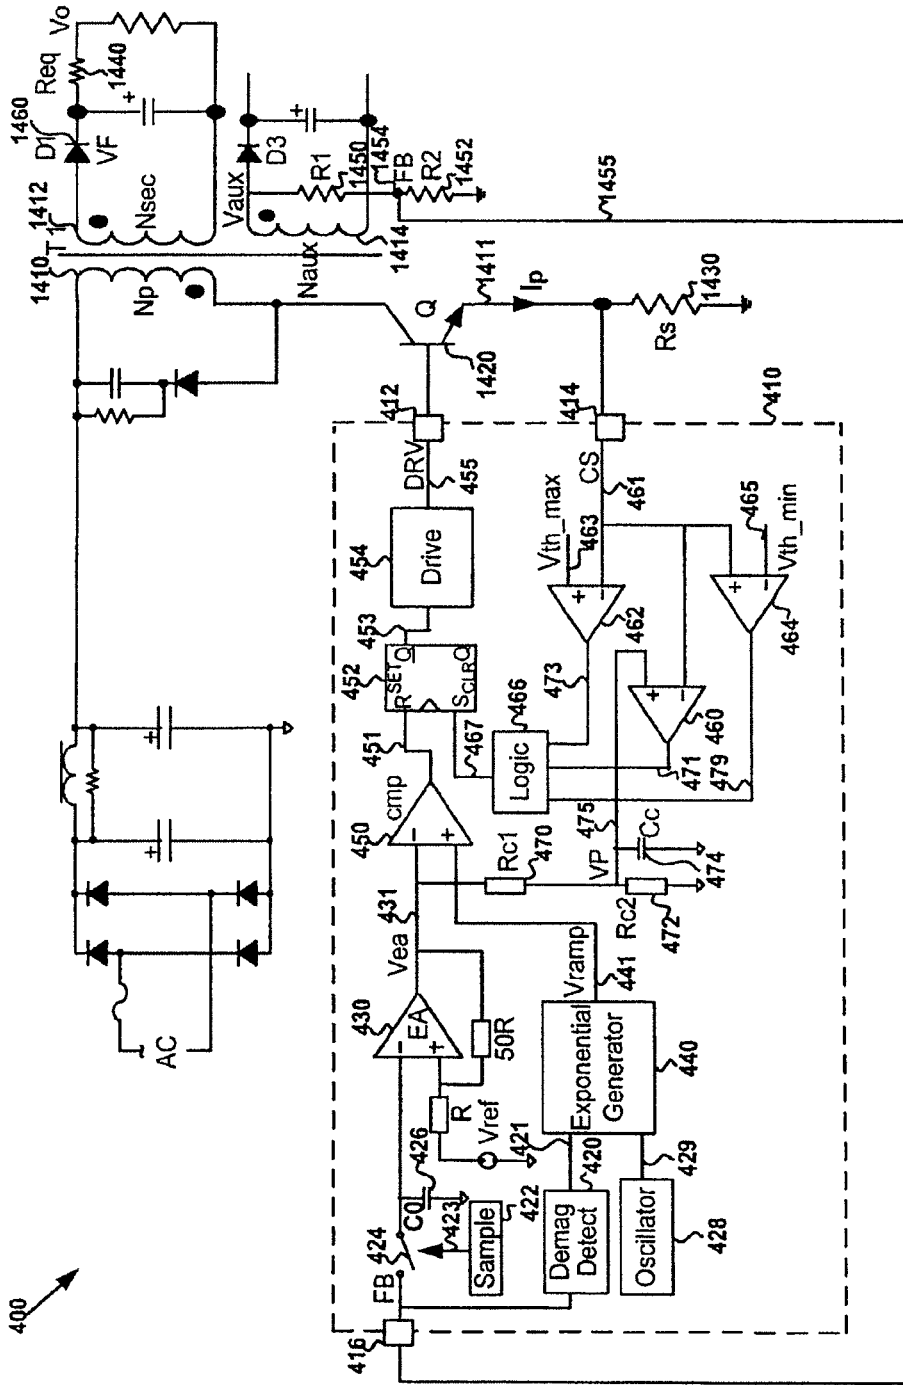 400
AC
T
1410
1412
Np
Nsec
D1
1460
VF
Req
1440
Vo
+
+
+
Naux
Vaux
D3
+
R1
1450
1454
FB
R2
1452
1414
1455
Q
1420
1411
Ip
Rs
1430
410
412
DRV
455
454
Drive
453
452
R SET Q
S CLR Q
451
467
cmp
450
-
+
431
Vea
430
EA
-
+
50R
R
Vref
426
C0
424
FB
416
423
Sample
422
421
420
Demag
Detect
Oscillator
428
429
Exponential
Generator
440
Vramp
441
Rc1
470
VP
475
Rc2
472
Cc
474
Logic
466
473
471
479
414
CS
461
Vth_max
463
+
-
462
+
-
460
465
Vth_min
+
-
464